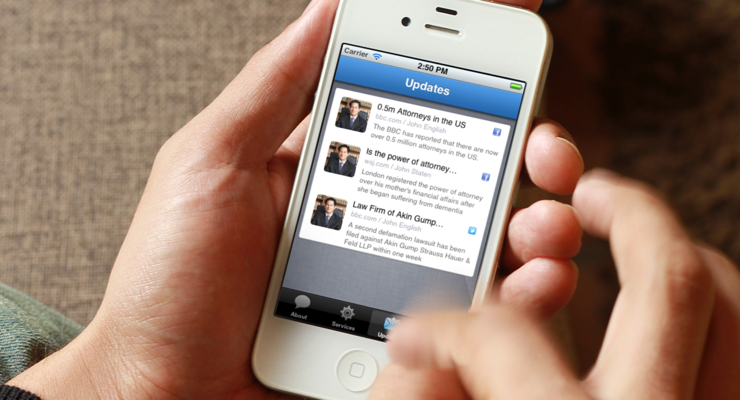 Carrier 2:50 PM
Updates
0.5m Attorneys in the US
bbc.com / John English
The BBC has reported that there are now
over 0.5 million attorneys in the US.
Is the power of attorney...
wsj.com / John Staten
London registered the power of attorney
over his mother's financial affairs after
she began suffering from dementia
Law Firm of Akin Gump...
bbc.com / John English
A second defamation lawsuit has been
filed against Akin Gump Strauss Hauer &
Feld LLP within one week
About Services